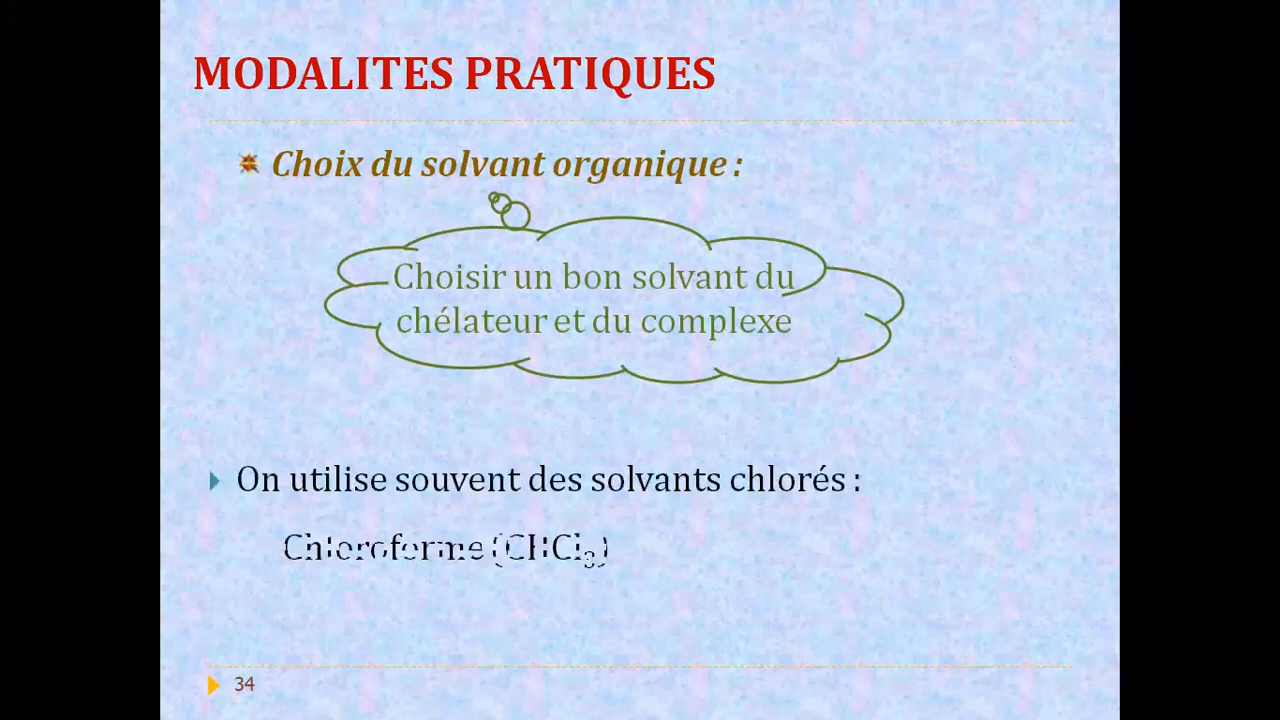 MODALITES PRATIQUES
Choix du solvant organique :
Choisir un bon solvant du
chélateur et du complexe
On utilise souvent des solvants chlorés :
Chloroforme (CHCl₃)
34